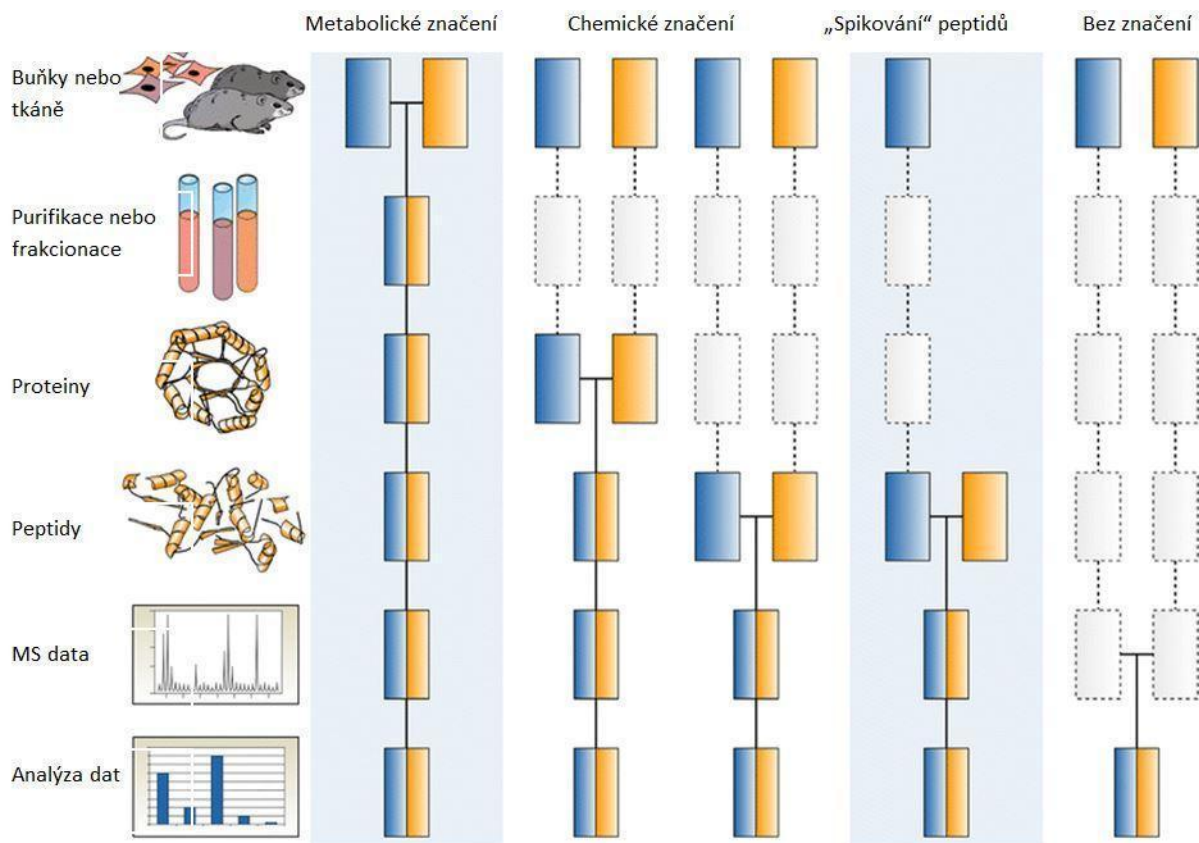 Metabolické značení
Chemické značení
„Spikování“ peptidů
Bez značení
Buňky nebo
tkáně
Purifikace nebo
frakcionace
Proteiny
Peptidy
MS data
Analýza dat